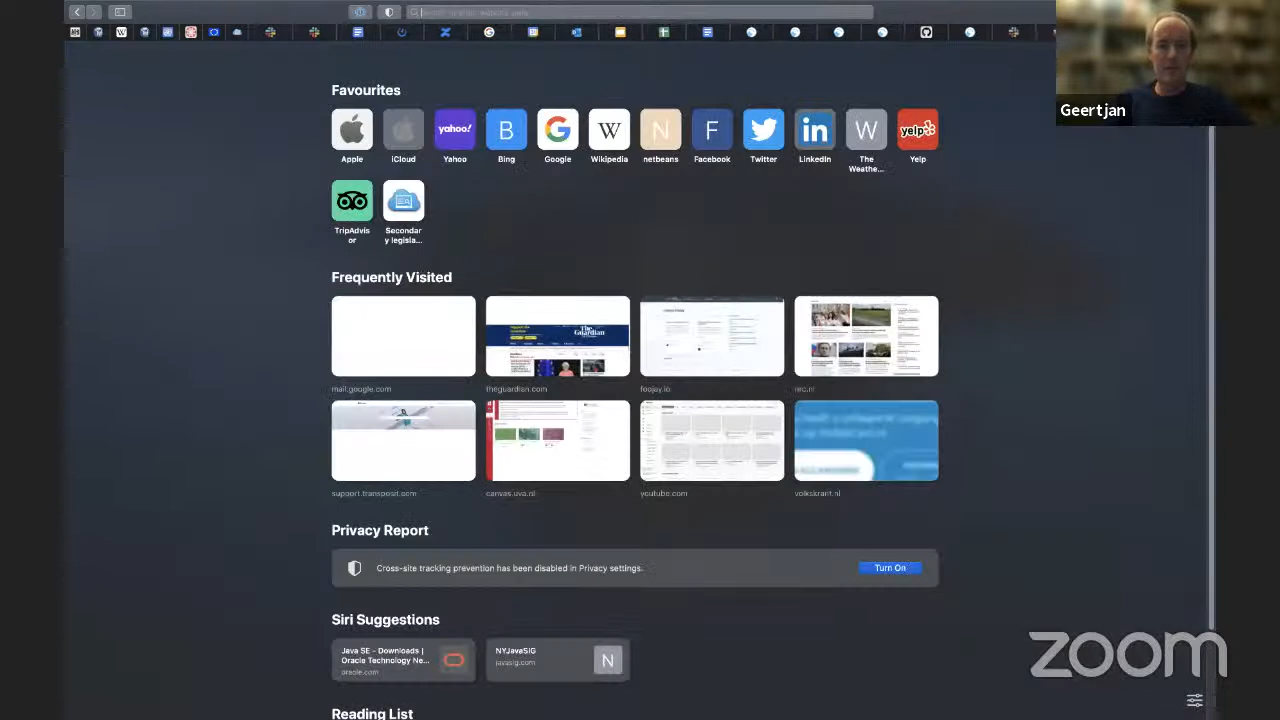 Geertjan
Favourites
yahoo!
B
W
N
F
in
W
yelp
Apple
iCloud
Yahoo
Bing
Google
Wikipedia
netbeans
Facebook
Twitter
LinkedIn
The
Weathe...
Yelp
TripAdvis
or
Secondar
y legisla...
Frequently Visited
The
Guardian
mail.google.com
theguardian.com
foojay.io
nrc.nl
support.transposit.com
canvas.uva.nl
youtube.com
volkskrant.nl
Privacy Report
Cross-site tracking prevention has been disabled in Privacy settings.
Turn On
Siri Suggestions
Java SE - Downloads |
Oracle Technology Ne...
oracle.com
NYJavaSIG
javasig.com
N
zoom
Reading List